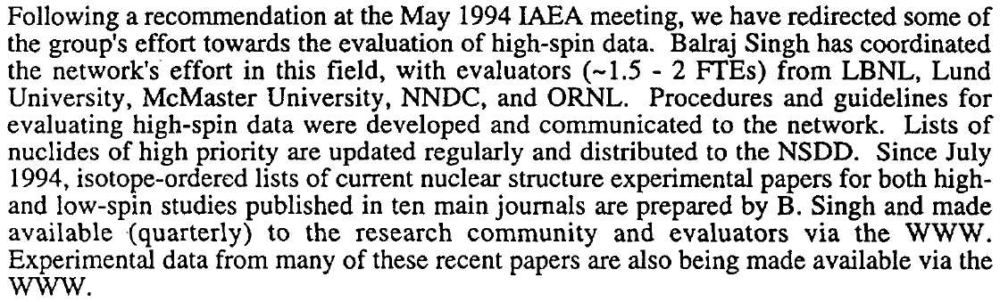 Following a recommendation at the May 1994 IAEA meeting, we have redirected some of
the group's effort towards the evaluation of high-spin data. Balraj Singh has coordinated
the network's effort in this field, with evaluators (~1.5 - 2 FTEs) from LBNL, Lund
University, McMaster University, NNDC, and ORNL. Procedures and guidelines for
evaluating high-spin data were developed and communicated to the network. Lists of
nuclides of high priority are updated regularly and distributed to the NSDD. Since July
1994, isotope-ordered lists of current nuclear structure experimental papers for both high-
and low-spin studies published in ten main journals are prepared by B. Singh and made
available (quarterly) to the research community and evaluators via the WWW.
Experimental data from many of these recent papers are also being made available via the
WWW.